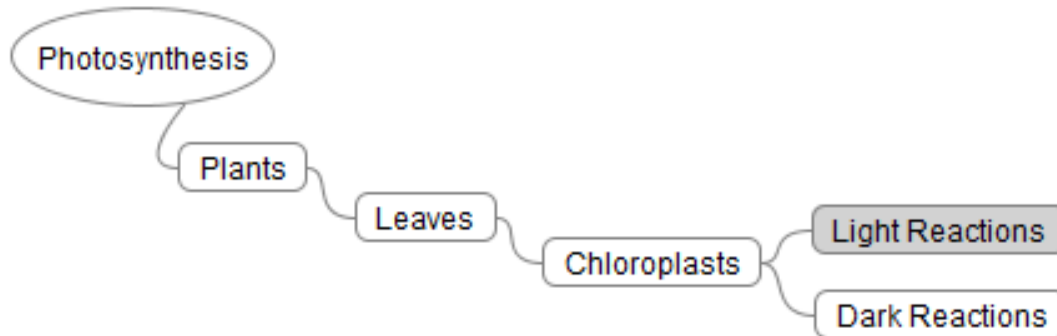 Photosynthesis
Plants
Leaves
Chloroplasts
Light Reactions
Dark Reactions